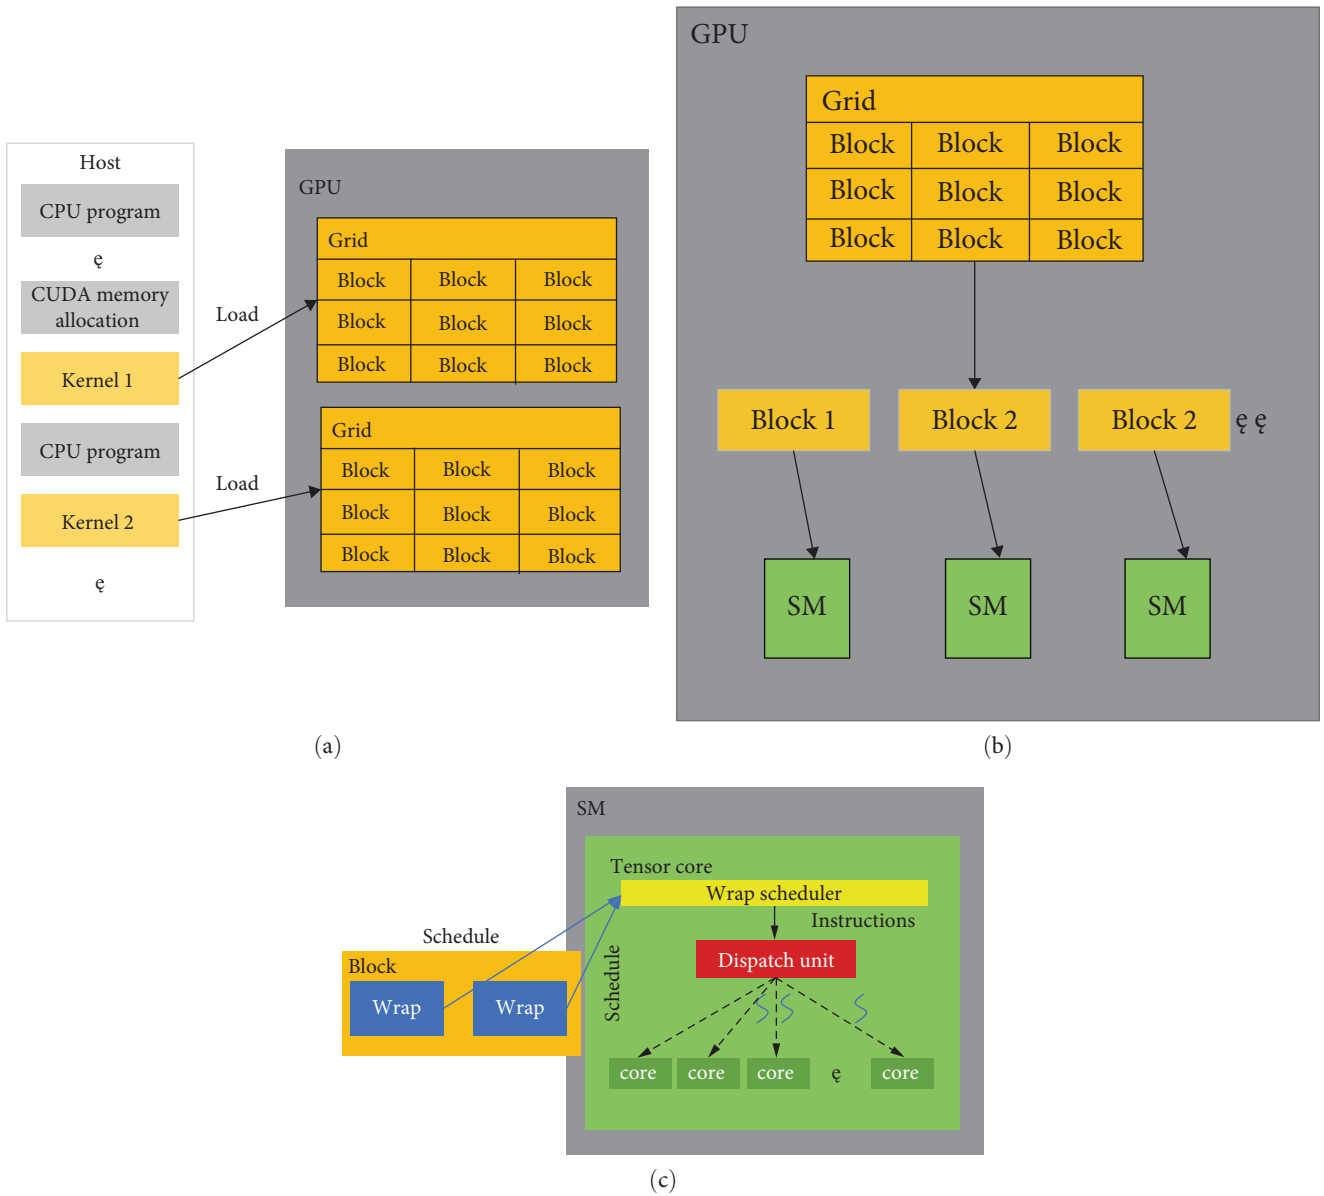 Host
CPU program
ę
CUDA memory
allocation
Kernel 1
CPU program
Kernel 2
ę
Load
Load
GPU
Grid
Block Block Block
Block Block Block
Block Block Block
Grid
Block Block Block
Block Block Block
Block Block Block
(a)
GPU
Grid
Block Block Block
Block Block Block
Block Block Block
Block 1 Block 2 Block 2 ę ę
SM SM SM
(b)
SM
Tensor core
Wrap scheduler
Instructions
Schedule
Block
Wrap Wrap
Schedule
Dispatch unit
core core core ę core
(c)